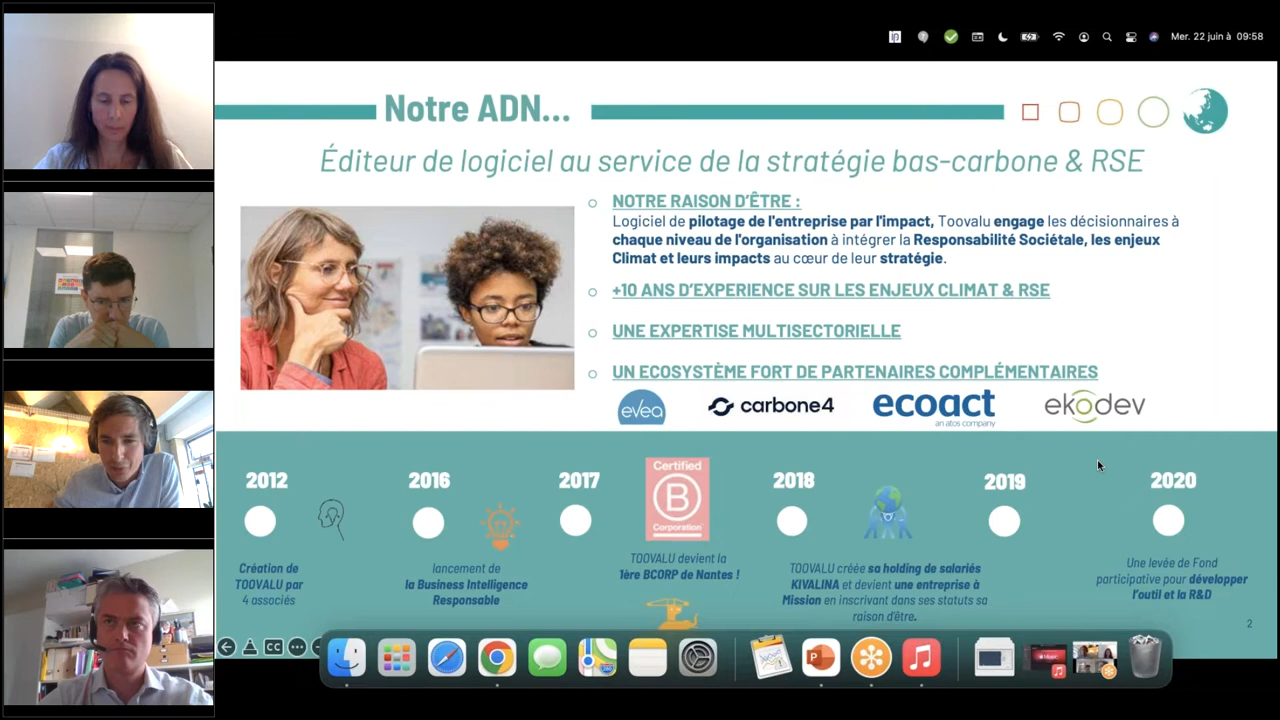 Mer. 22 juin à 09:58
Notre ADN...
Éditeur de logiciel au service de la stratégie bas-carbone & RSE
NOTRE RAISON D'ÊTRE :
Logiciel de pilotage de l'entreprise par l'impact, Toovalu engage les décisionnaires à
chaque niveau de l'organisation à intégrer la Responsabilité Sociétale, les enjeux
Climat et leurs impacts au cœur de leur stratégie.
+10 ANS D'EXPERIENCE SUR LES ENJEUX CLIMAT & RSE
UNE EXPERTISE MULTISECTORIELLE
UN ECOSYSTÈME FORT DE PARTENAIRES COMPLÉMENTAIRES
evea
carbone4
ecoact
an atos company
ekodev
2012
Création de
TOOVALU par
4 associés
2016
lancement de
la Business Intelligence
Responsable
2017
Certified
B
Corporation
TOOVALU devient la
1ère BCORP de Nantes !
2018
TOOVALU créée sa holding de salariés
KIVALINA et devient une entreprise à
Mission en inscrivant dans ses statuts sa
raison d'être.
2019
2020
Une levée de Fond
participative pour développer
l'outil et la R&D
2
CC